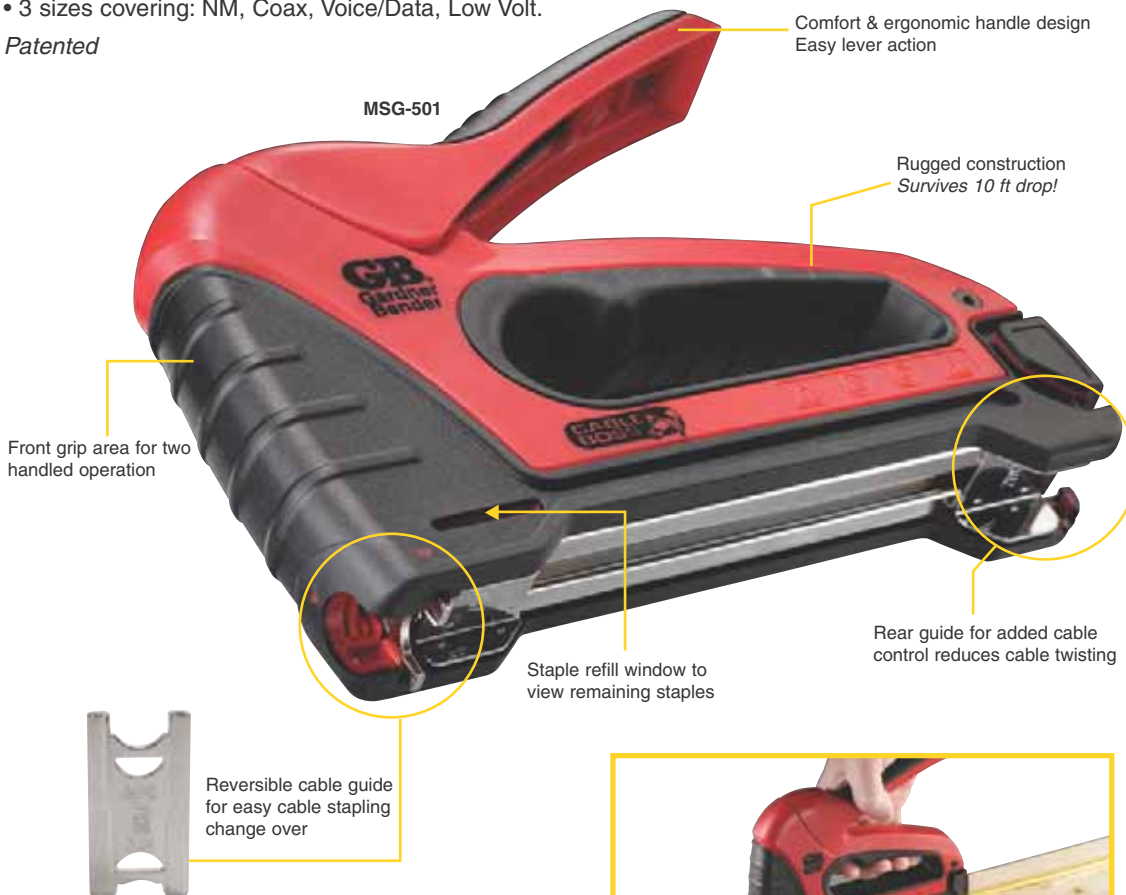 • 3 sizes covering: NM, Coax, Voice/Data, Low Volt.
Patented
Comfort & ergonomic handle design
Easy lever action
MSG-501
Rugged construction
Survives 10 ft drop!
GB
Gardner
Bender
CABLE
BOSS
Front grip area for two
handled operation
Staple refill window to
view remaining staples
Rear guide for added cable
control reduces cable twisting
Reversible cable guide
for easy cable stapling
change over
GB